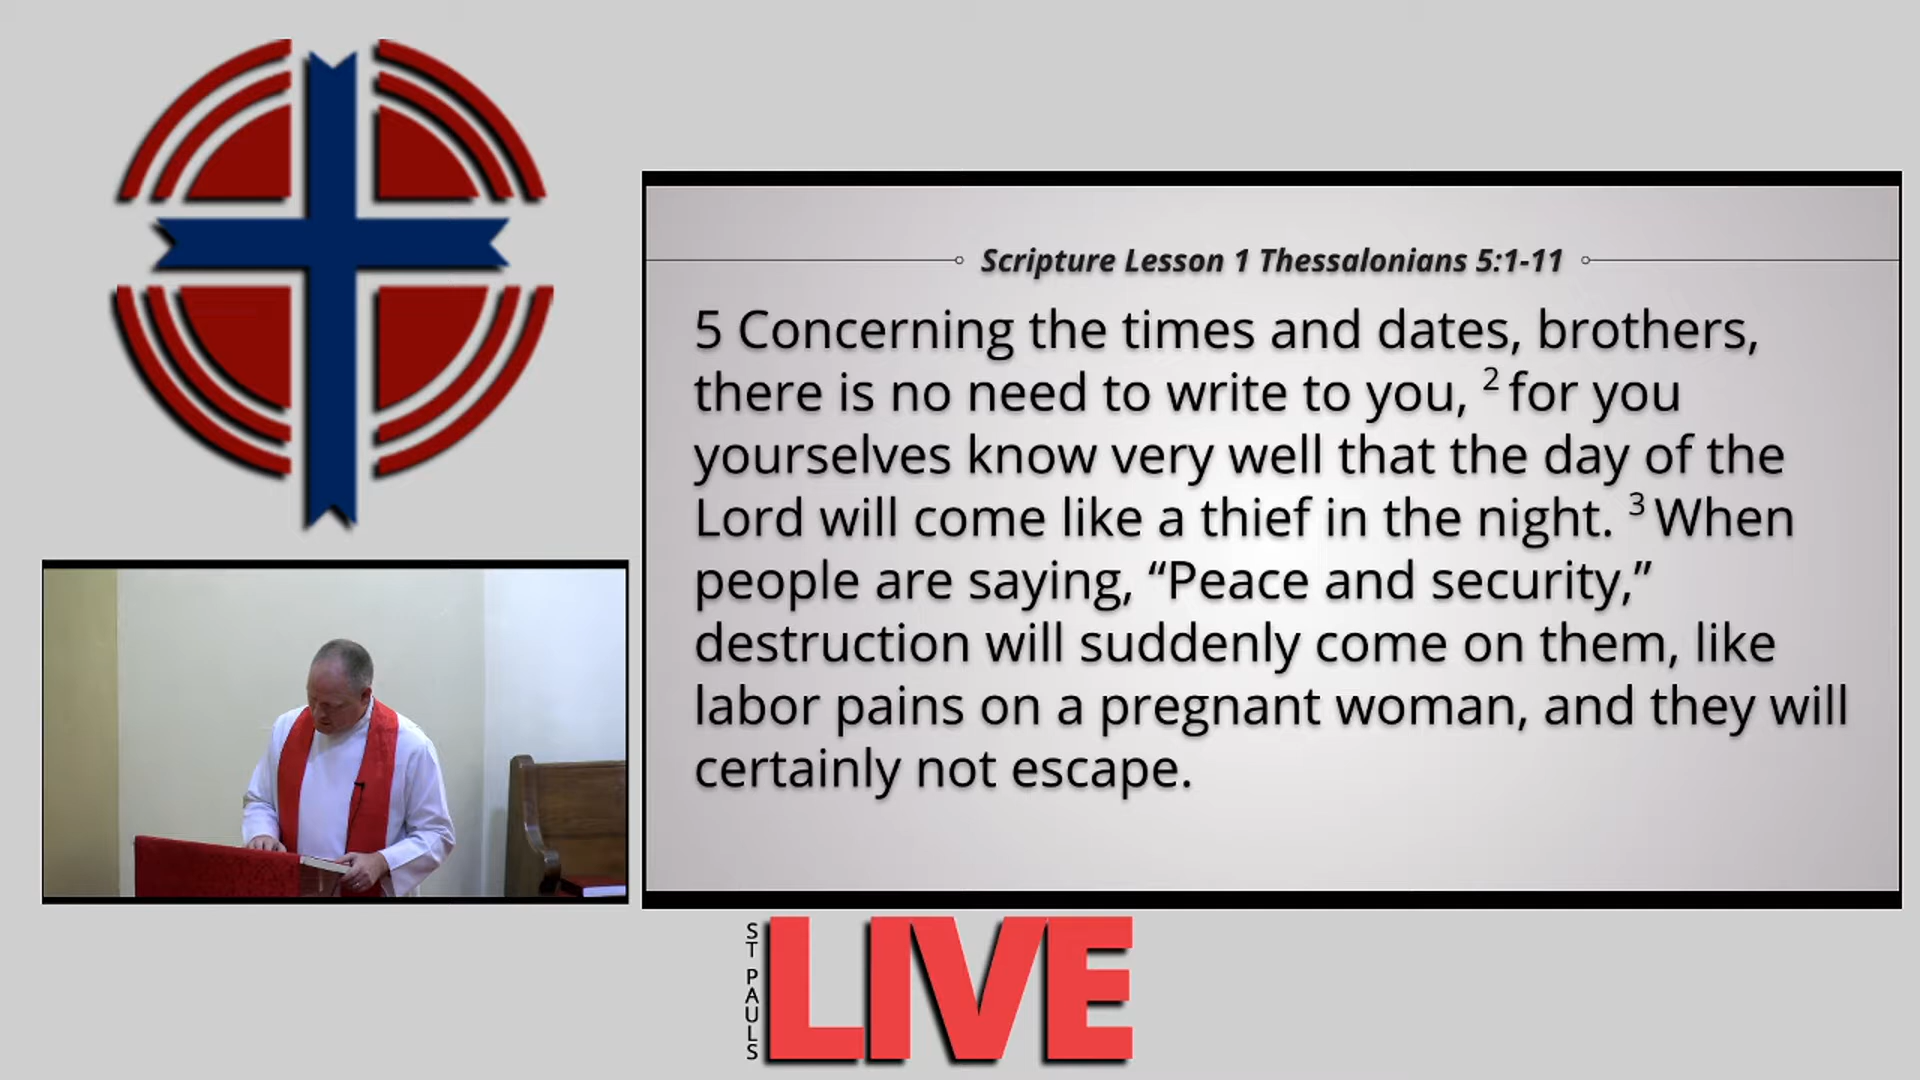 Scripture Lesson 1 Thessalonians 5:1-11
5 Concerning the times and dates, brothers,
there is no need to write to you, 2 for you
yourselves know very well that the day of the
Lord will come like a thief in the night. 3 When
people are saying, “Peace and security,”
destruction will suddenly come on them, like
labor pains on a pregnant woman, and they will
certainly not escape.
ST PAULS
LIVE